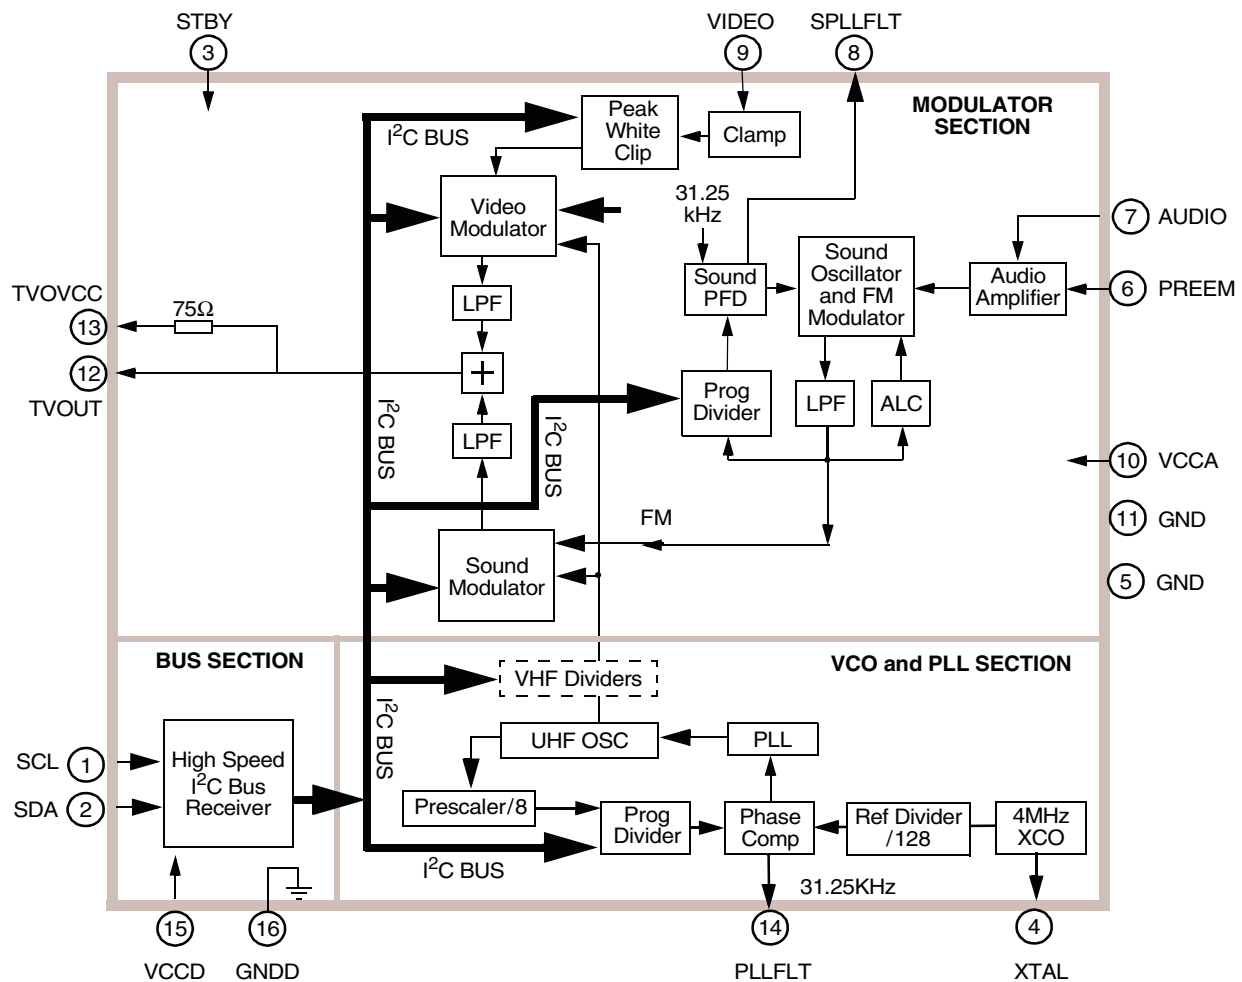 STBY
3
VIDEO
9
SPLLFLT
8
MODULATOR
SECTION
I²C BUS
Peak
White
Clip
Clamp
Video
Modulator
31.25
kHz
7 AUDIO
Sound
PFD
Sound
Oscillator
and FM
Modulator
Audio
Amplifier
6 PREEM
TVOVCC
13
75Ω
LPF
12
TVOUT
+
Prog
Divider
LPF
ALC
I²C BUS
LPF
I²C BUS
10 VCCA
FM
11 GND
Sound
Modulator
5 GND
BUS SECTION
VCO and PLL SECTION
VHF Dividers
I²C BUS
UHF OSC
PLL
SCL 1
SDA 2
High Speed
I²C Bus
Receiver
Prescaler/8
Prog
Divider
Phase
Comp
Ref Divider
/128
4MHz
XCO
I²C BUS
31.25KHz
15
VCCD
16
GNDD
14
PLLFLT
4
XTAL